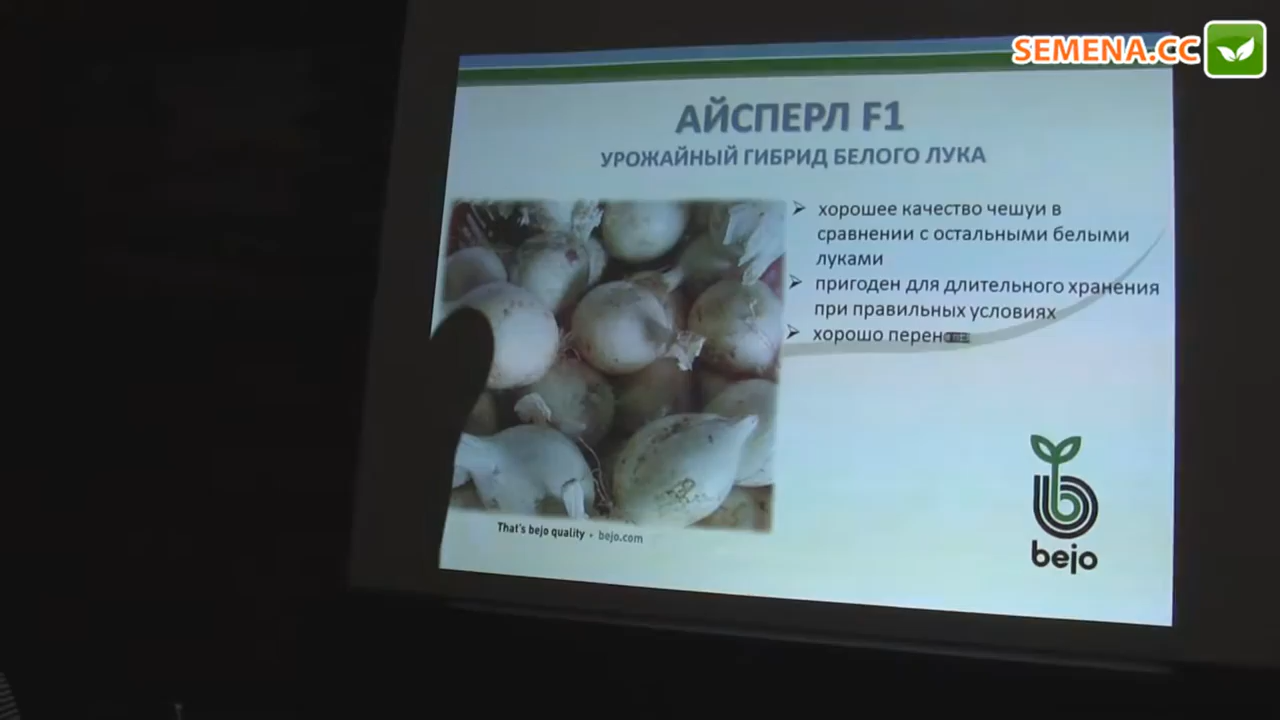 SEMENA.CC
АЙСПЕРЛ F1
УРОЖАЙНЫЙ ГИБРИД БЕЛОГО ЛУКА
хорошее качество чешуи в
сравнении с остальными белыми
луками
пригоден для длительного хранения
при правильных условиях
хорошо
That's bejo quality • bejo.com
bejo